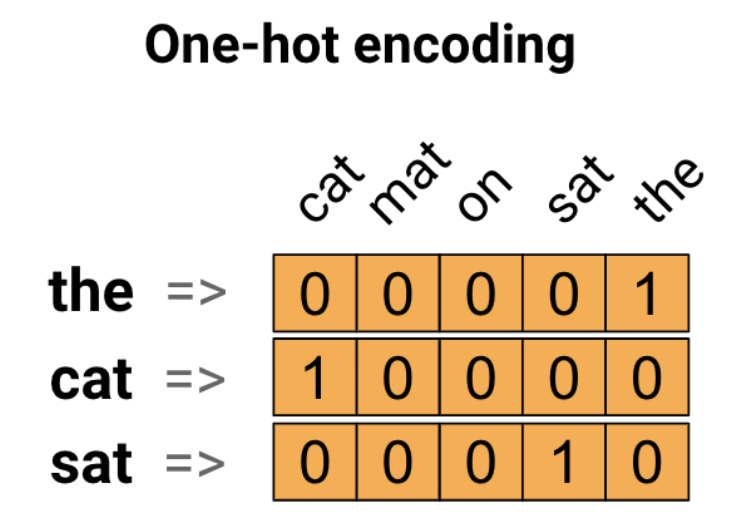 One-hot encoding
cat mat on sat the
the => 0 0 0 0 1
cat => 1 0 0 0 0
sat => 0 0 0 1 0